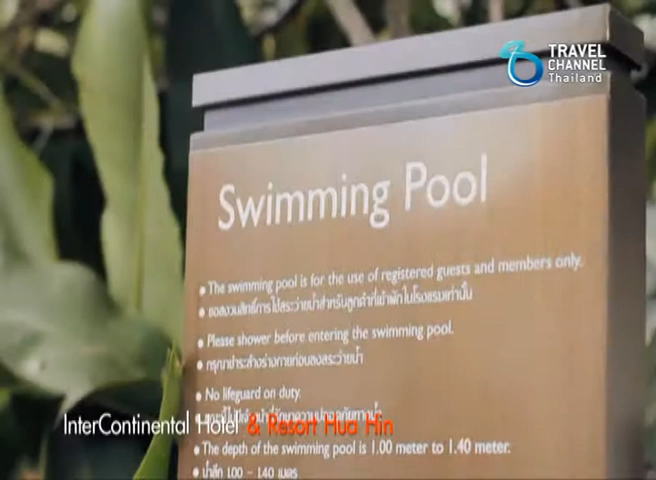 TRAVEL
CHANNEL
Thailand
Swimming Pool
• The swimming pool is for the use of registered guests and members only.
• ขอสงวนสิทธิ์การใช้สระว่ายน้ำสำหรับลูกค้าที่เข้าพักในโรงแรมเท่านั้น
• Please shower before entering the swimming pool.
• กรุณาชำระล้างร่างกายก่อนลงสระว่ายน้ำ
• No lifeguard on duty.
InterContinental Hotel & Resort Hua Hin
• The depth of the swimming pool is 1.00 meter to 1.40 meter.
• น้ำลึก 1.00 - 1.40 เมตร